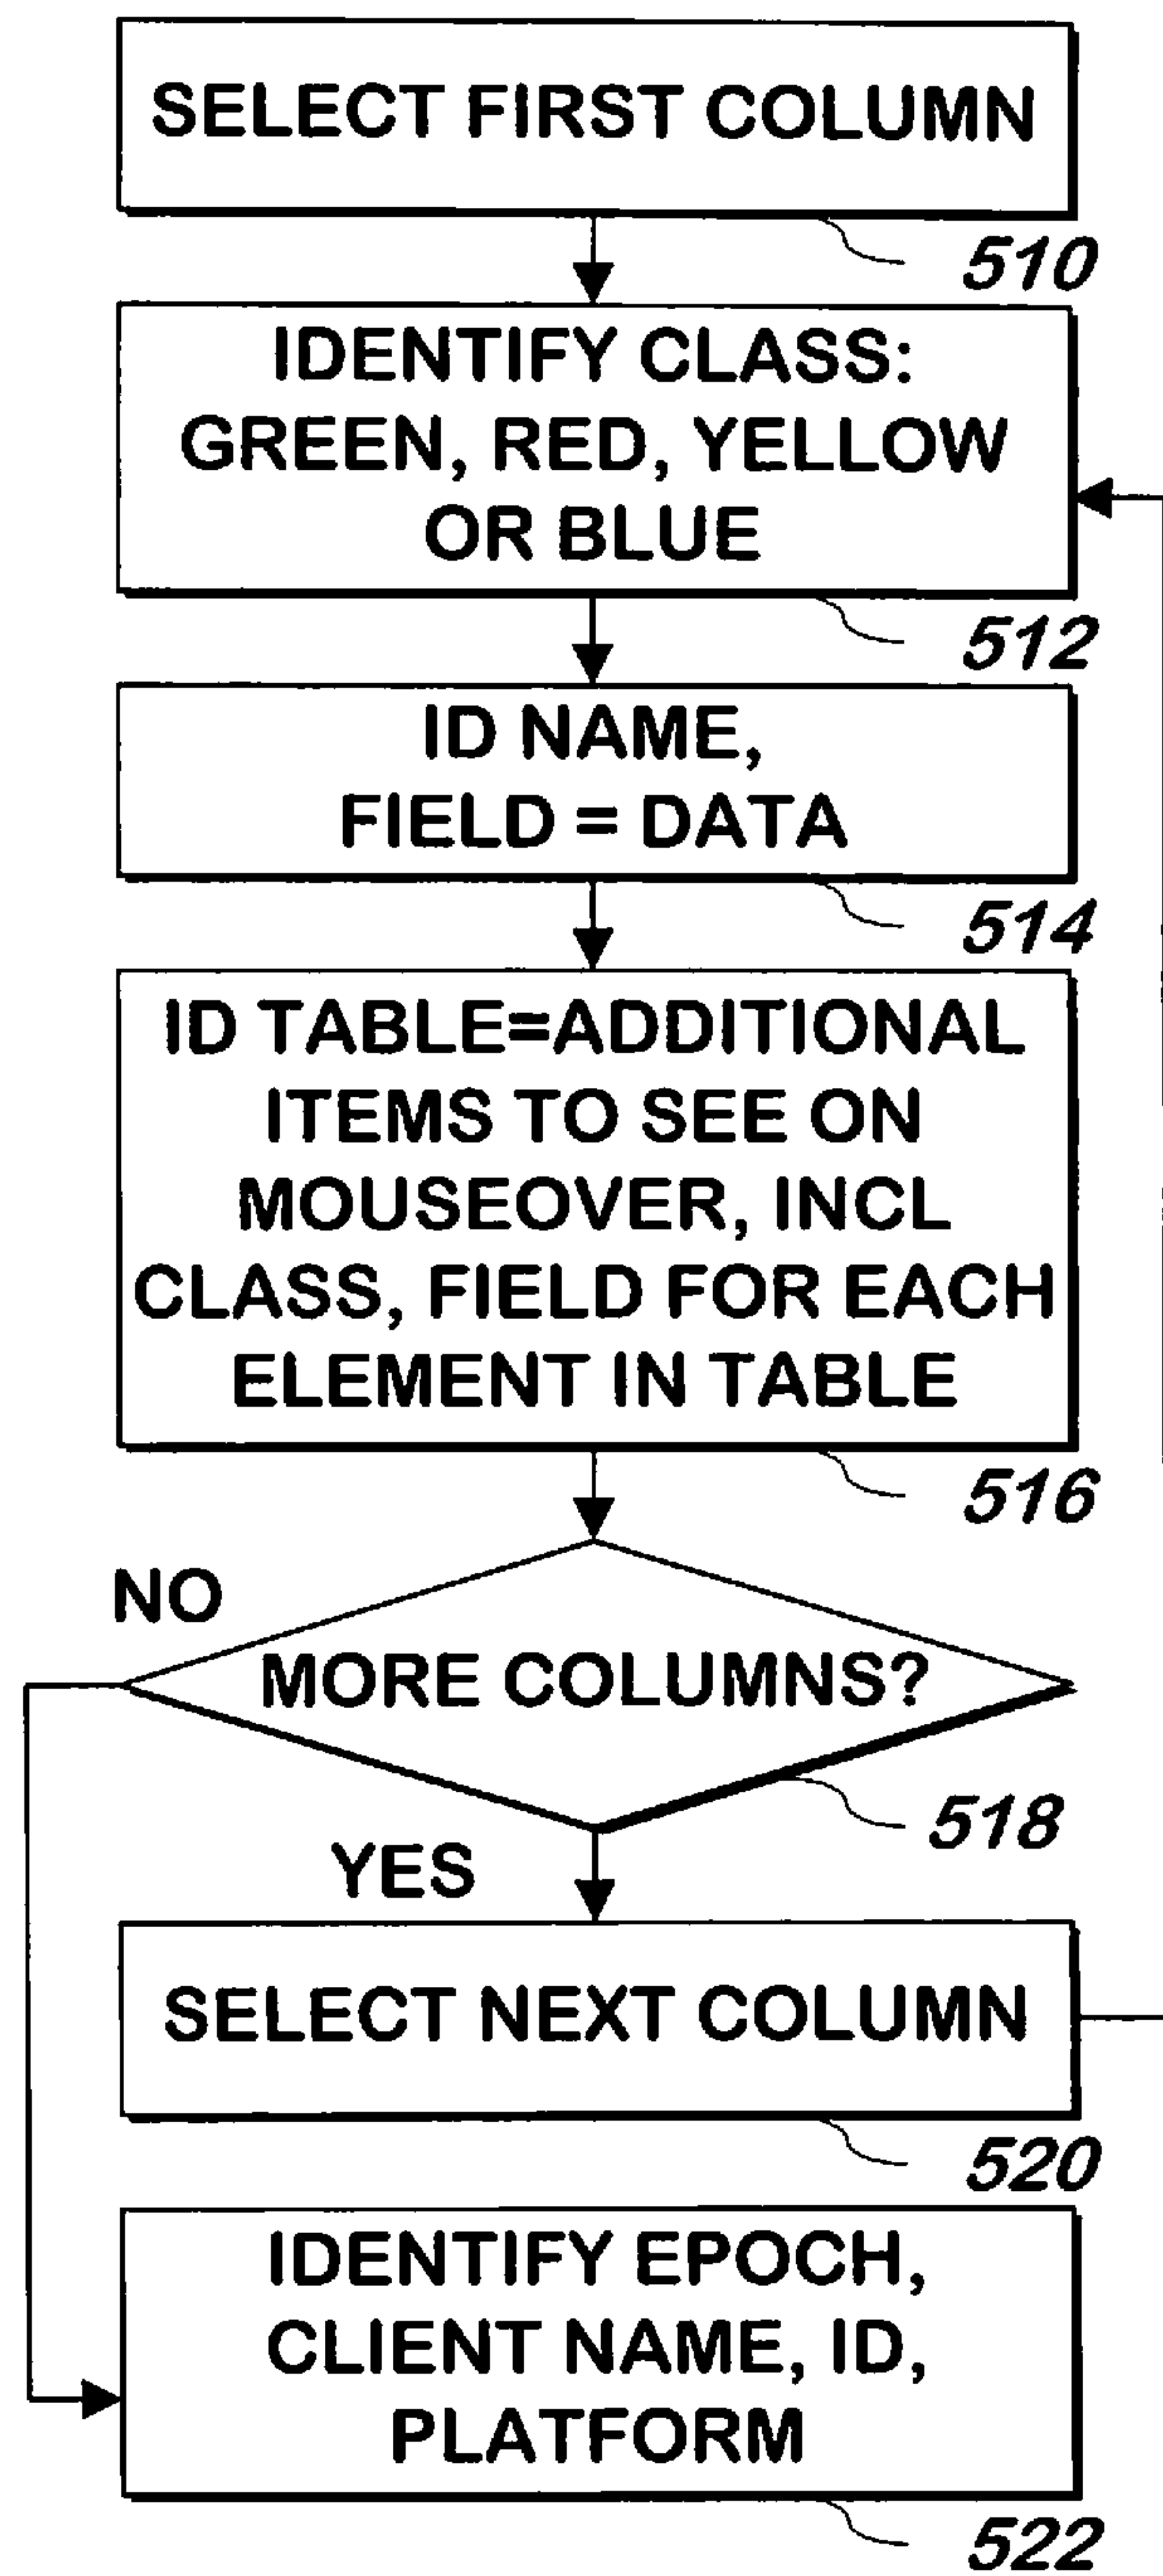 SELECT FIRST COLUMN
510
IDENTIFY CLASS:
GREEN, RED, YELLOW
OR BLUE
512
ID NAME,
FIELD = DATA
514
ID TABLE=ADDITIONAL
ITEMS TO SEE ON
MOUSEOVER, INCL
CLASS, FIELD FOR EACH
ELEMENT IN TABLE
516
NO
MORE COLUMNS?
518
YES
SELECT NEXT COLUMN
520
IDENTIFY EPOCH,
CLIENT NAME, ID,
PLATFORM
522